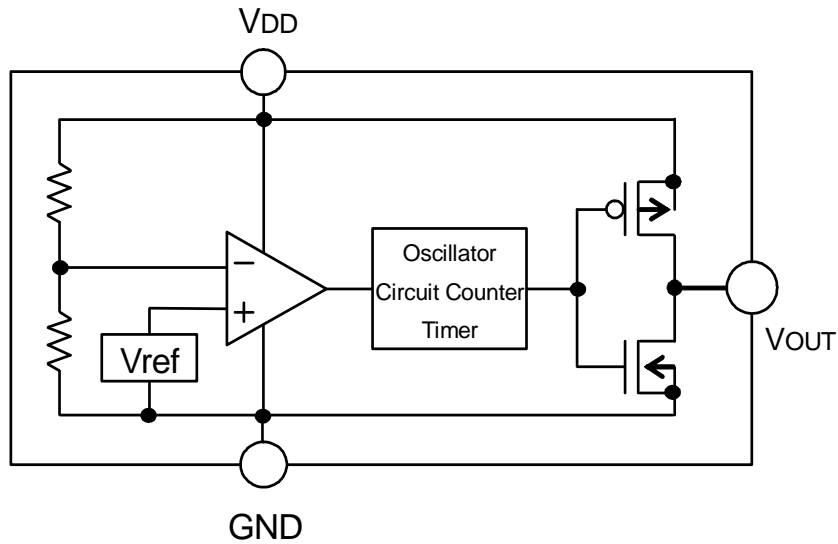 VDD
−
+
Vref
Oscillator
Circuit Counter
Timer
VOUT
GND